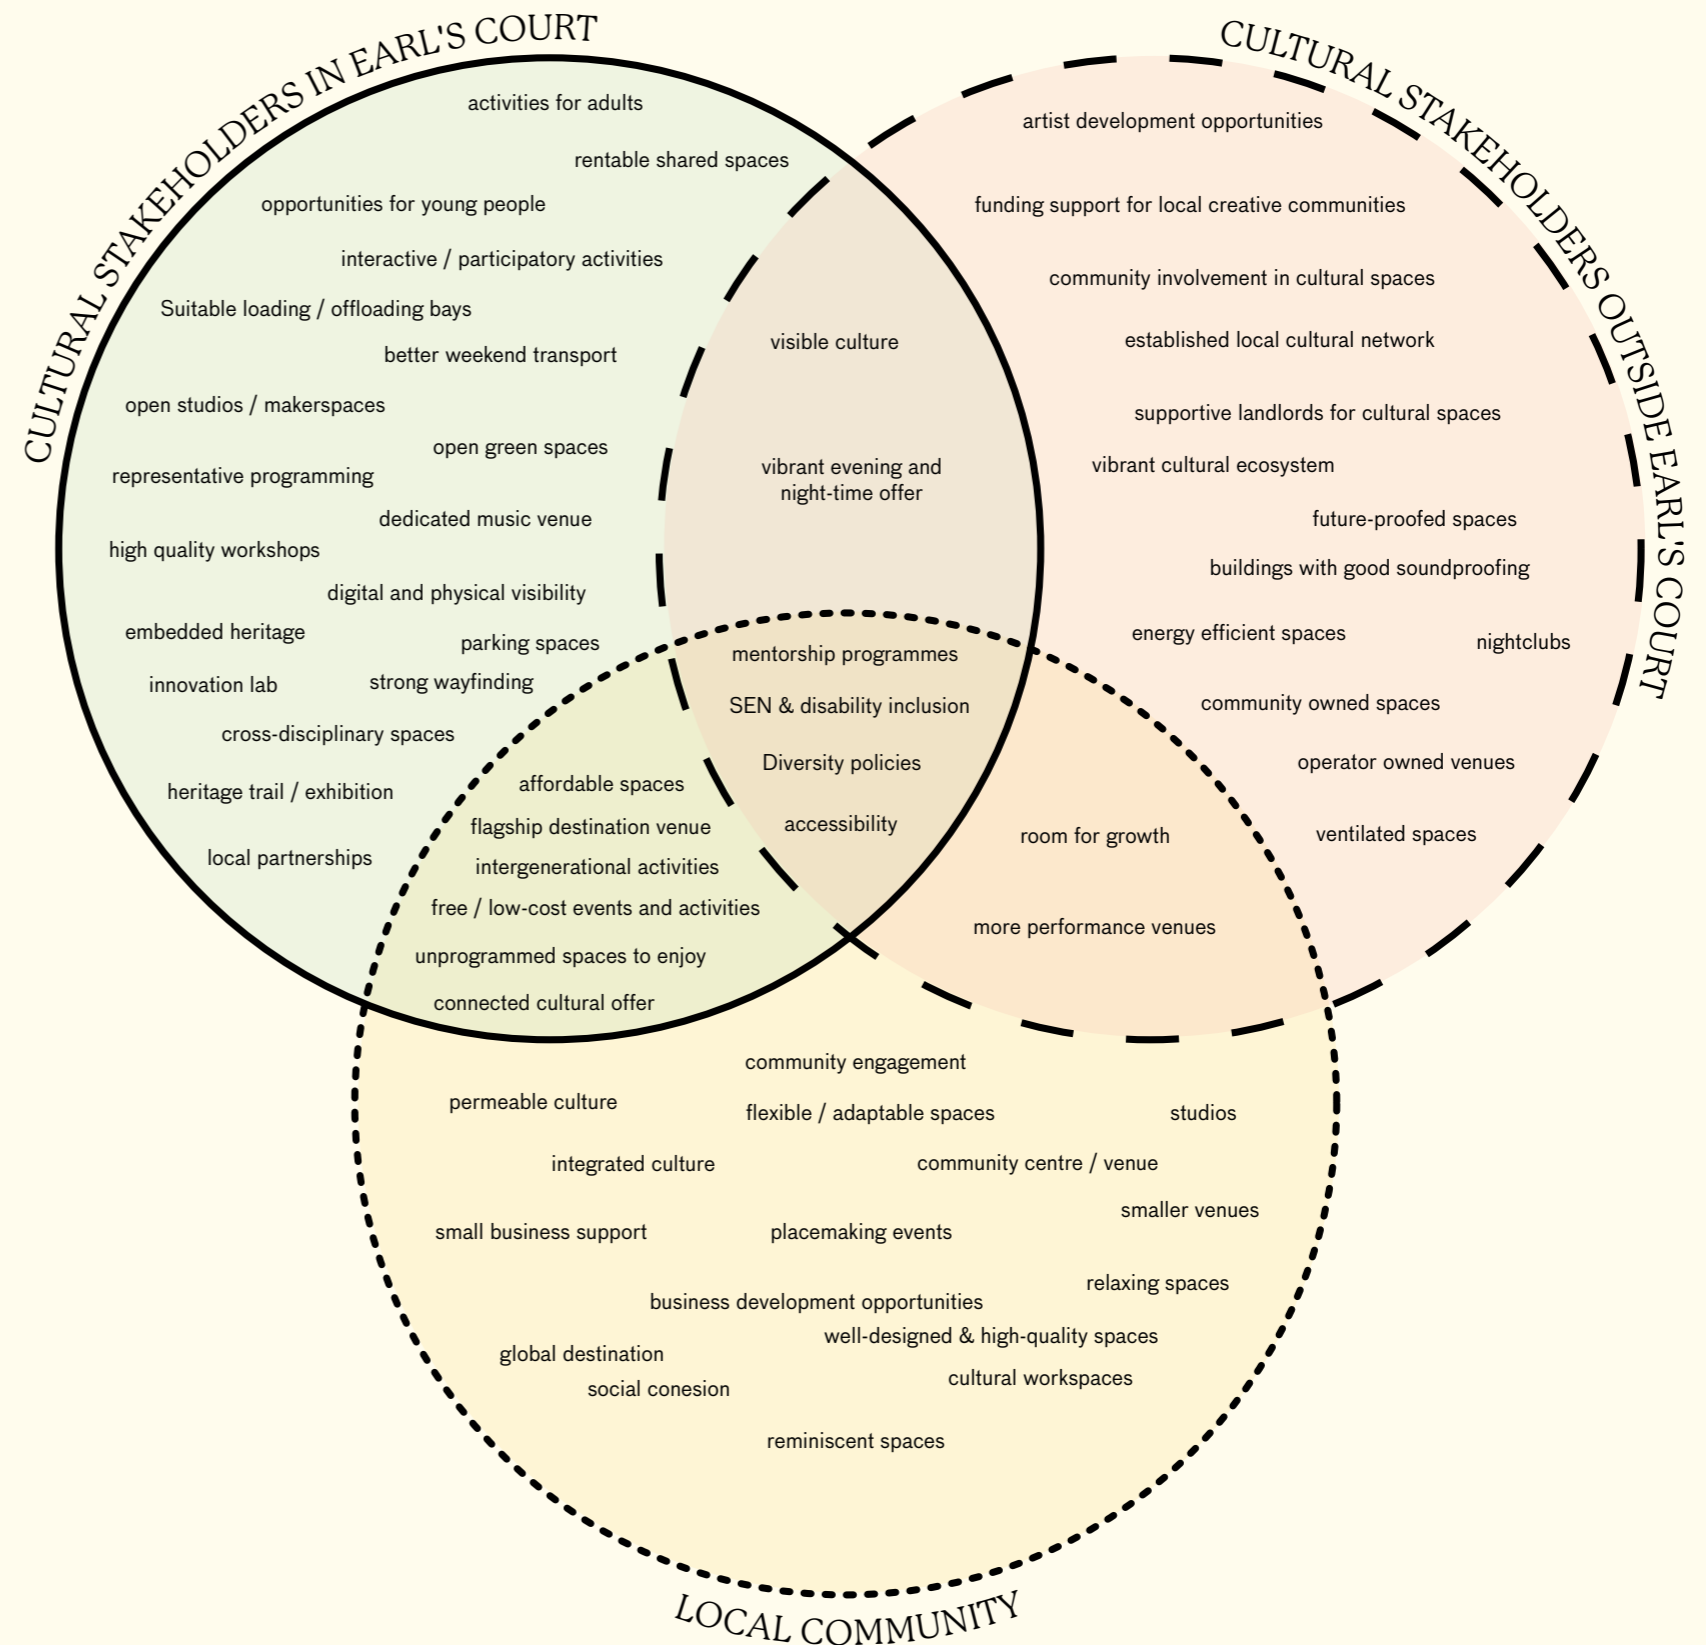 CULTURAL STAKEHOLDERS IN EARL'S COURT
activities for adults
rentable shared spaces
opportunities for young people
interactive / participatory activities
Suitable loading / offloading bays
better weekend transport
open studios / makerspaces
open green spaces
representative programming
dedicated music venue
high quality workshops
digital and physical visibility
embedded heritage
parking spaces
innovation lab
strong wayfinding
cross-disciplinary spaces
heritage trail / exhibition
local partnerships
visible culture
vibrant evening and
night-time offer
CULTURAL STAKEHOLDERS OUTSIDE EARL'S COURT
artist development opportunities
funding support for local creative communities
community involvement in cultural spaces
established local cultural network
supportive landlords for cultural spaces
vibrant cultural ecosystem
future-proofed spaces
buildings with good soundproofing
energy efficient spaces
nightclubs
community owned spaces
operator owned venues
ventilated spaces
mentorship programmes
SEN & disability inclusion
Diversity policies
accessibility
affordable spaces
flagship destination venue
intergenerational activities
free / low-cost events and activities
unprogrammed spaces to enjoy
connected cultural offer
room for growth
more performance venues
community engagement
permeable culture
flexible / adaptable spaces
studios
integrated culture
community centre / venue
smaller venues
small business support
placemaking events
relaxing spaces
business development opportunities
well-designed & high-quality spaces
global destination
cultural workspaces
social conesion
reminiscent spaces
LOCAL COMMUNITY